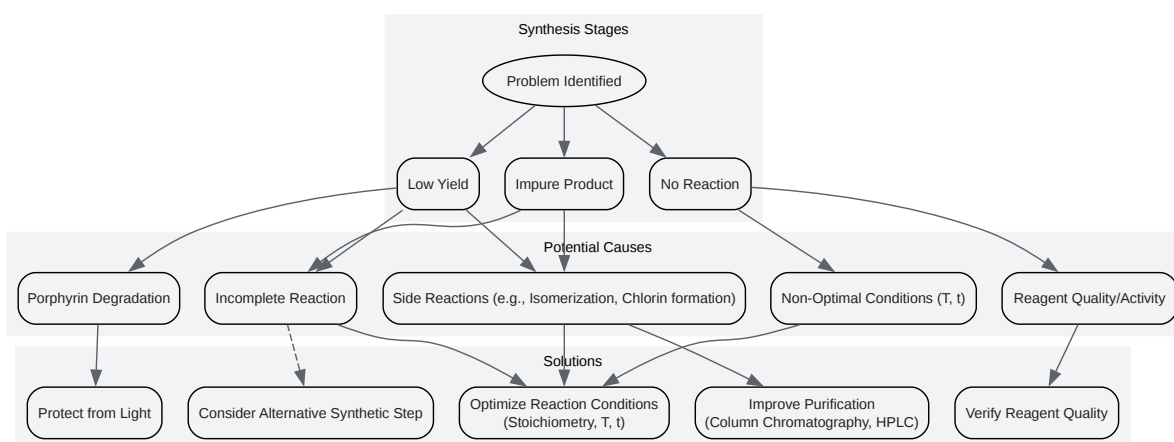 Synthesis Stages
Problem Identified
Low Yield
Impure Product
No Reaction
Potential Causes
Porphyrin Degradation
Incomplete Reaction
Side Reactions (e.g., Isomerization, Chlorin formation)
Non-Optimal Conditions (T, t)
Reagent Quality/Activity
Solutions
Protect from Light
Consider Alternative Synthetic Step
Optimize Reaction Conditions
(Stoichiometry, T, t)
Improve Purification
(Column Chromatography, HPLC)
Verify Reagent Quality